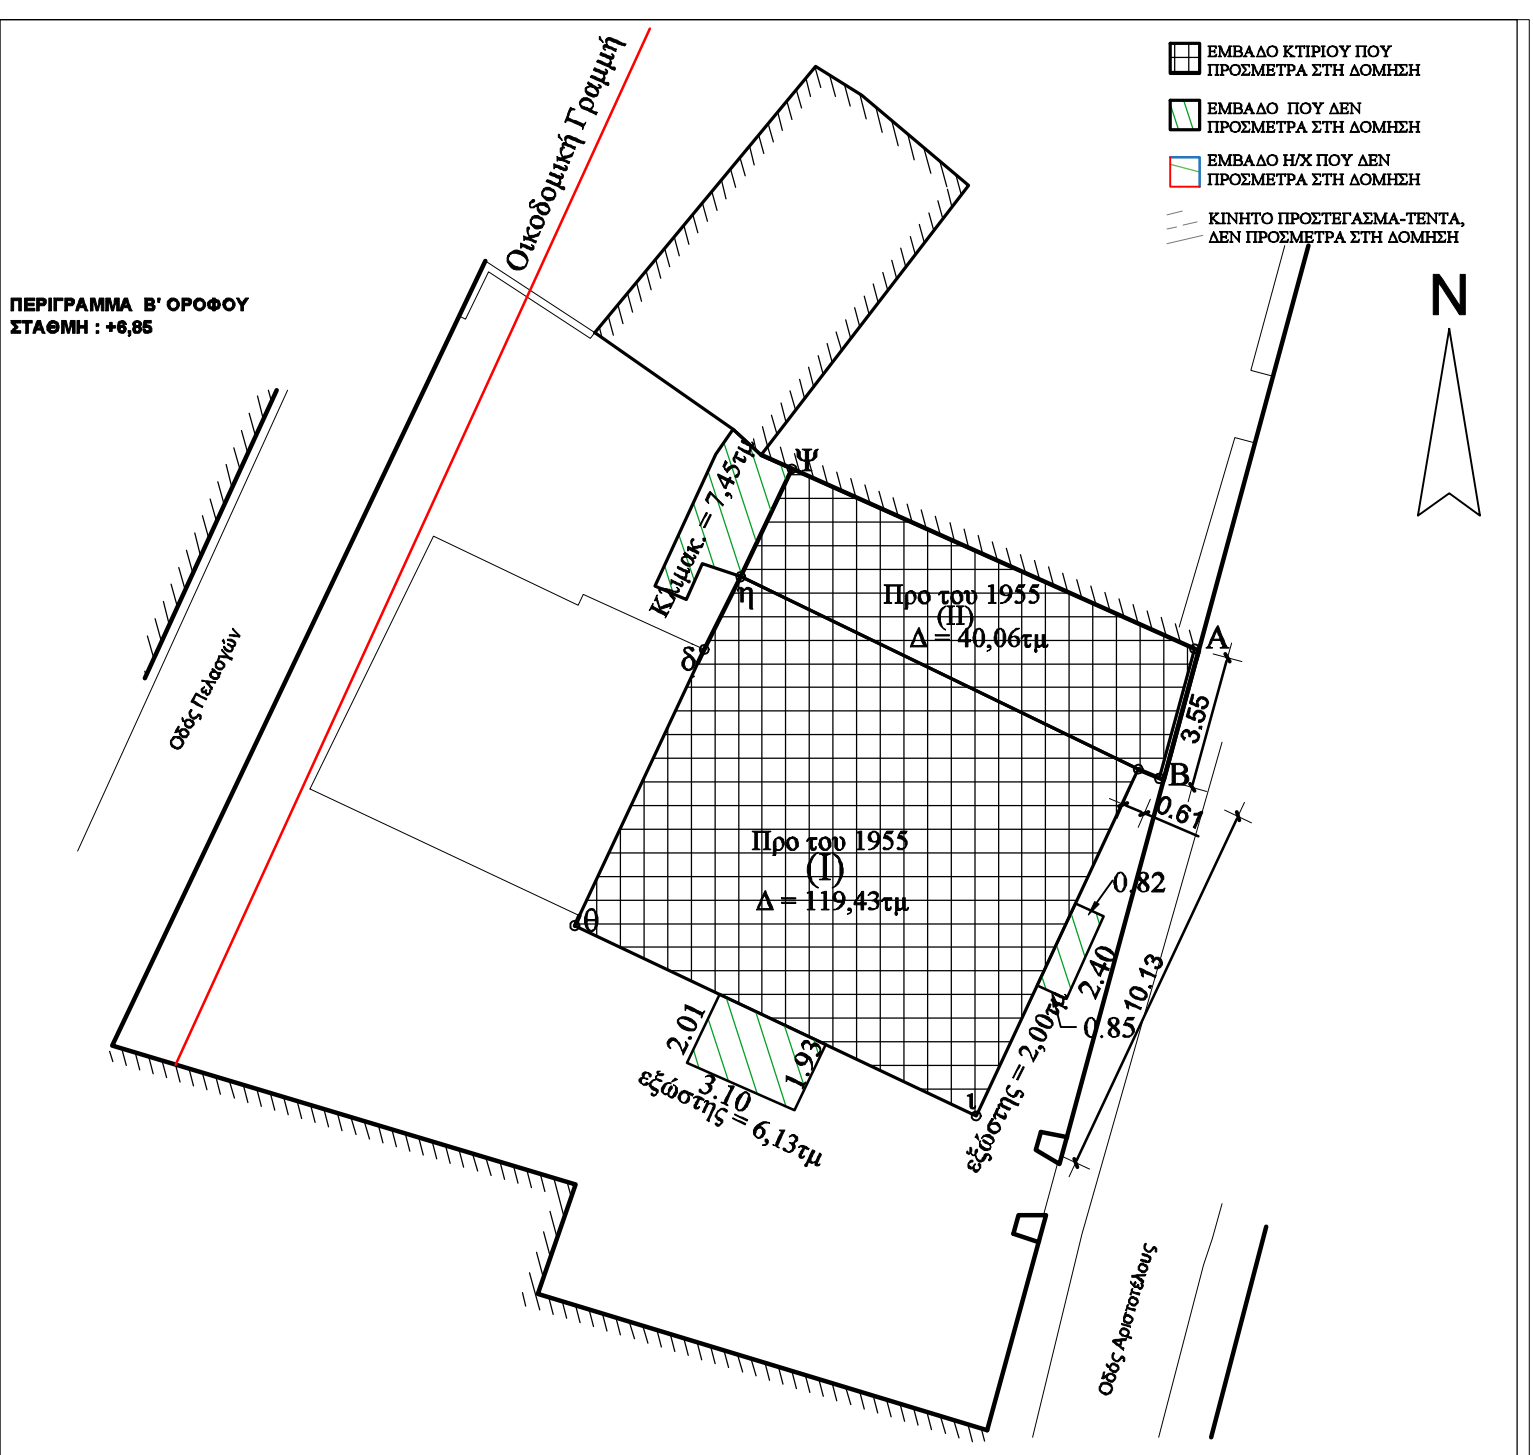 Οικοδομική Γραμμή
ΕΜΒΑΔΟ ΚΤΙΡΙΟΥ ΠΟΥ
ΠΡΟΣΜΕΤΡΑ ΣΤΗ ΔΟΜΗΣΗ
ΕΜΒΑΔΟ ΠΟΥ ΔΕΝ
ΠΡΟΣΜΕΤΡΑ ΣΤΗ ΔΟΜΗΣΗ
ΕΜΒΑΔΟ Η/Χ ΠΟΥ ΔΕΝ
ΠΡΟΣΜΕΤΡΑ ΣΤΗ ΔΟΜΗΣΗ
ΚΙΝΗΤΟ ΠΡΟΣΤΕΓΑΣΜΑ-ΤΕΝΤΑ,
ΔΕΝ ΠΡΟΣΜΕΤΡΑ ΣΤΗ ΔΟΜΗΣΗ
N
ΠΕΡΙΓΡΑΜΜΑ Β' ΟΡΟΦΟΥ
ΣΤΑΘΜΗ : +6,85
Ψ
Κλιμακ. = 7,45τμ
η
Προ του 1955
(ΙΙ)
Δ = 40,06τμ
Α
δ
3.55
Οδός Πελασγών
Β
0.61
Προ του 1955
(Ι)
Δ = 119,43τμ
0.82
θ
2.40
10.13
2.01
1.93
3.10
εξώστης = 6,13τμ
0.85
ι
εξώστης = 2,00τμ
Οδός Αριστοτέλους